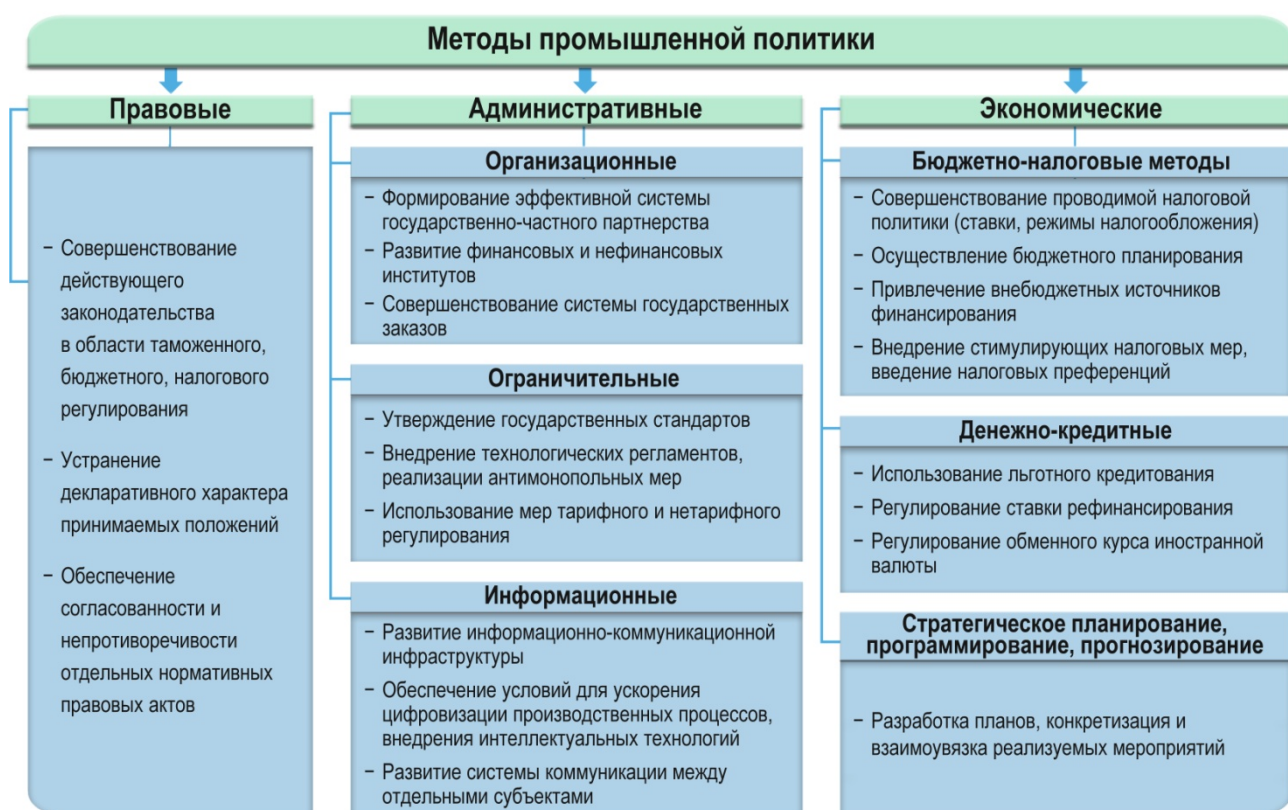 Методы промышленной политики
Правовые
– Совершенствование
действующего
законодательства
в области таможенного,
бюджетного, налогового
регулирования
– Устранение
декларативного характера
принимаемых положений
– Обеспечение
согласованности и
непротиворечивости
отдельных нормативных
правовых актов
Административные
Организационные
– Формирование эффективной системы
государственно-частного партнерства
– Развитие финансовых и нефинансовых
институтов
– Совершенствование системы государственных
заказов
Ограничительные
– Утверждение государственных стандартов
– Внедрение технологических регламентов,
реализации антимонопольных мер
– Использование мер тарифного и нетарифного
регулирования
Информационные
– Развитие информационно-коммуникационной
инфраструктуры
– Обеспечение условий для ускорения
цифровизации производственных процессов,
внедрения интеллектуальных технологий
– Развитие системы коммуникации между
отдельными субъектами
Экономические
Бюджетно-налоговые методы
– Совершенствование проводимой налоговой
политики (ставки, режимы налогообложения)
– Осуществление бюджетного планирования
– Привлечение внебюджетных источников
финансирования
– Внедрение стимулирующих налоговых мер,
введение налоговых преференций
Денежно-кредитные
– Использование льготного кредитования
– Регулирование ставки рефинансирования
– Регулирование обменного курса иностранной
валюты
Стратегическое планирование,
программирование, прогнозирование
– Разработка планов, конкретизация и
взаимоувязка реализуемых мероприятий